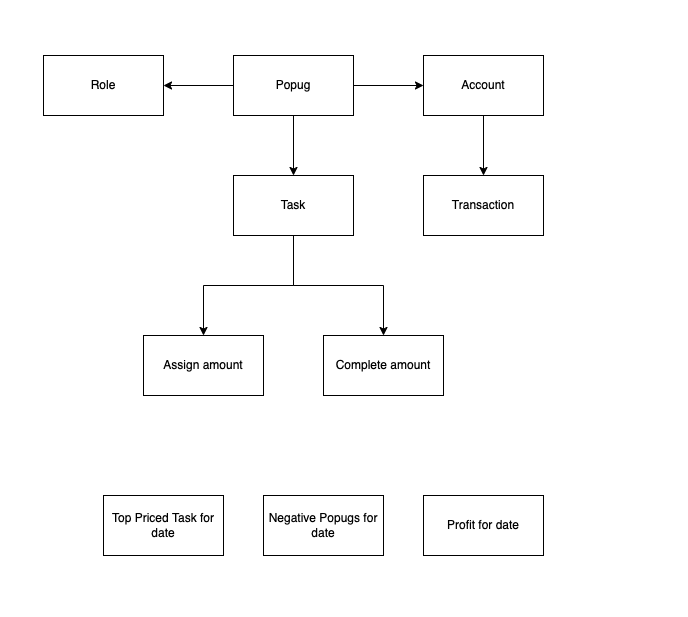 Role
Popug
Account
Task
Transaction
Assign amount
Complete amount
Top Priced Task for
date
Negative Popugs for
date
Profit for date